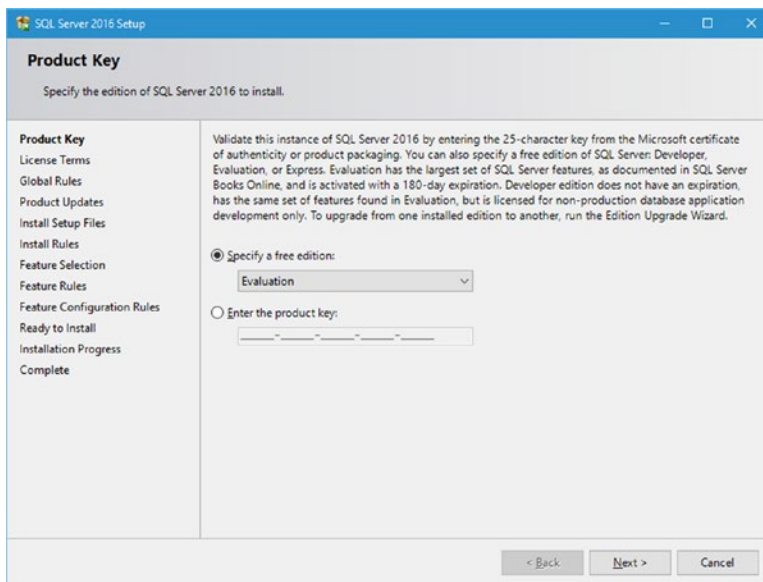 SQL Server 2016 Setup
Product Key
Specify the edition of SQL Server 2016 to install.
Product Key
License Terms
Global Rules
Product Updates
Install Setup Files
Install Rules
Feature Selection
Feature Rules
Feature Configuration Rules
Ready to Install
Installation Progress
Complete
Validate this instance of SQL Server 2016 by entering the 25-character key from the Microsoft certificate
of authenticity or product packaging. You can also specify a free edition of SQL Server: Developer,
Evaluation, or Express. Evaluation has the largest set of SQL Server features, as documented in SQL Server
Books Online, and is activated with a 180-day expiration. Developer edition does not have an expiration,
has the same set of features found in Evaluation, but is licensed for non-production database application
development only. To upgrade from one installed edition to another, run the Edition Upgrade Wizard.
Specify a free edition:
Evaluation
Enter the product key:
_____-_____-_____-_____-_____
< Back Next > Cancel